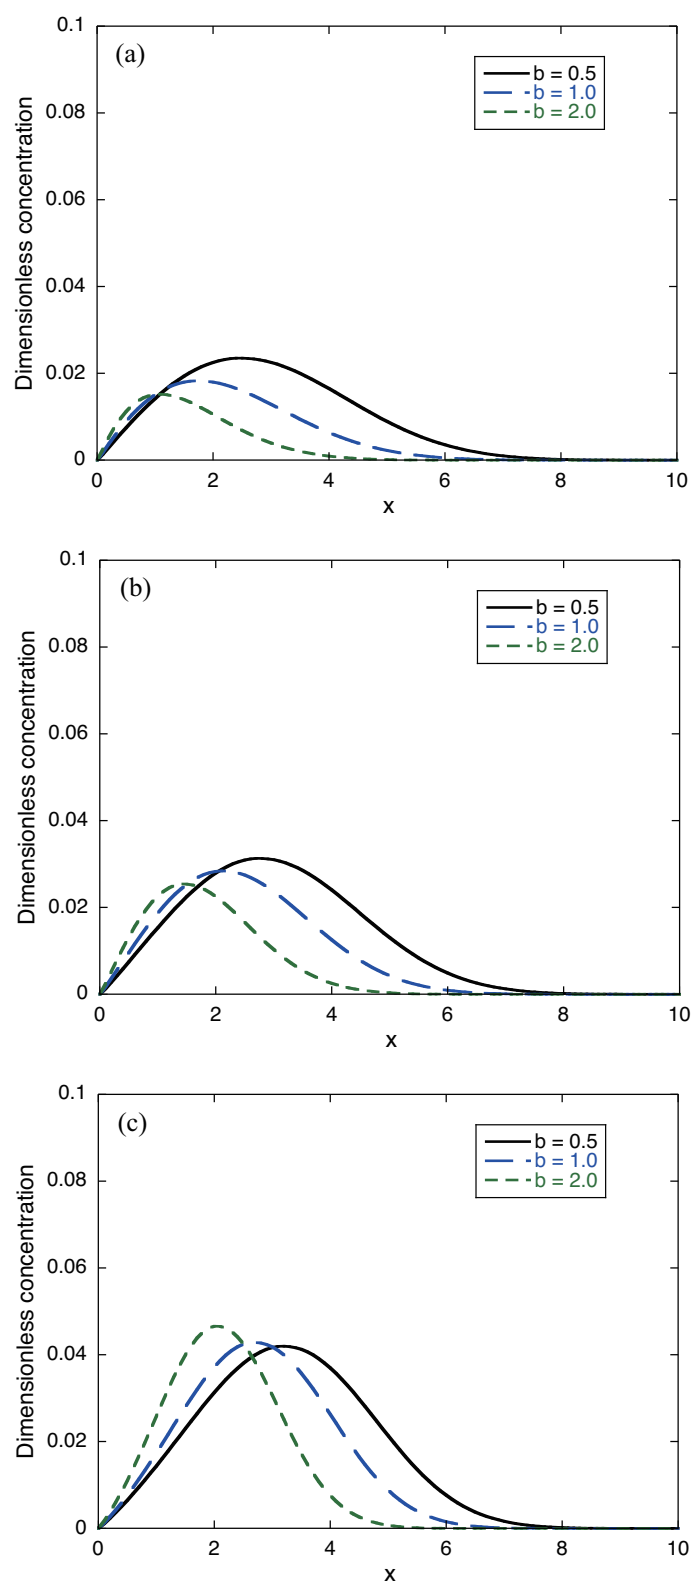 0.1
(a)
b = 0.5
b = 1.0
b = 2.0
0.08
0.06
0.04
0.02
0
Dimensionless concentration
0 2 4 6 8 10
x
0.1
(b)
b = 0.5
b = 1.0
b = 2.0
0.08
0.06
0.04
0.02
0
Dimensionless concentration
0 2 4 6 8 10
x
0.1
(c)
b = 0.5
b = 1.0
b = 2.0
0.08
0.06
0.04
0.02
0
Dimensionless concentration
0 2 4 6 8 10
x